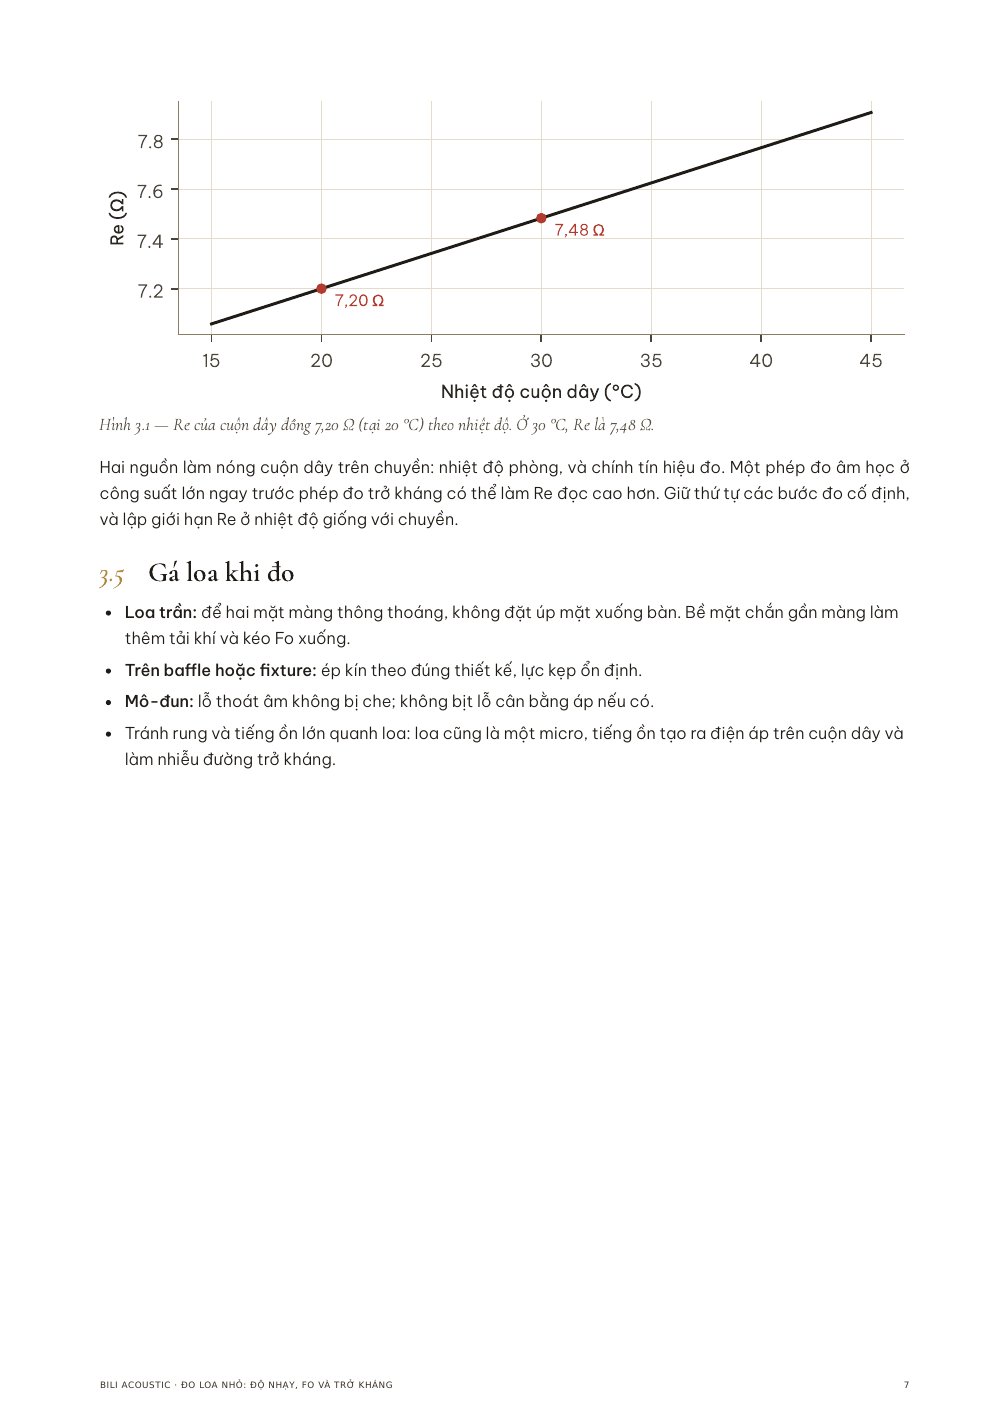 7.8
7.6
7.4
7.2
Re (Ω)
7,48 Ω
7,20 Ω
15 20 25 30 35 40 45
Nhiệt độ cuộn dây (°C)
Hình 3.1 — Re của cuộn dây đồng 7,20 Ω (tại 20 °C) theo nhiệt độ. Ở 30 °C, Re là 7,48 Ω.
Hai nguồn làm nóng cuộn dây trên chuyền: nhiệt độ phòng, và chính tín hiệu đo. Một phép đo âm học ở
công suất lớn ngay trước phép đo trở kháng có thể làm Re đọc cao hơn. Giữ thứ tự các bước đo cố định,
và lập giới hạn Re ở nhiệt độ giống với chuyền.
3.5 Gá loa khi đo
• Loa trần: để hai mặt màng thông thoáng, không đặt úp mặt xuống bàn. Bề mặt chắn gần màng làm
thêm tải khí và kéo Fo xuống.
• Trên baffle hoặc fixture: ép kín theo đúng thiết kế, lực kẹp ổn định.
• Mô-đun: lỗ thoát âm không bị che; không bịt lỗ cân bằng áp nếu có.
• Tránh rung và tiếng ồn lớn quanh loa: loa cũng là một micro, tiếng ồn tạo ra điện áp trên cuộn dây và
làm nhiễu đường trở kháng.
BILI ACOUSTIC · ĐO LOA NHỎ: ĐỘ NHẠY, FO VÀ TRỞ KHÁNG 7